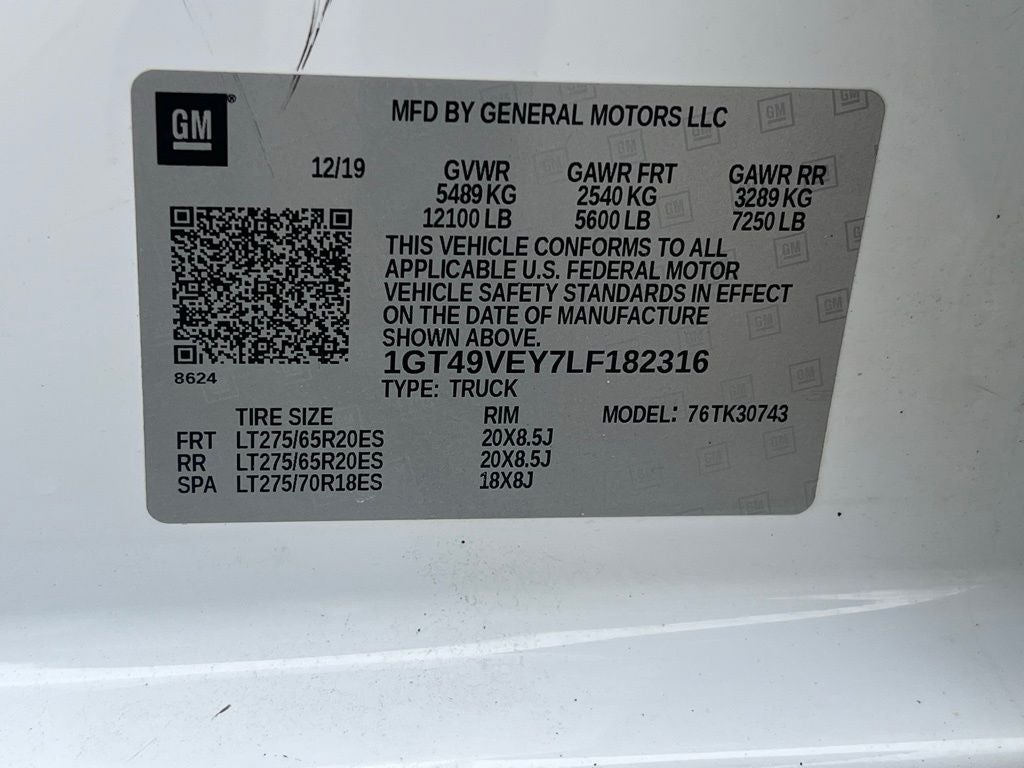 GM®
MFD BY GENERAL MOTORS LLC
12/19 GVWR GAWR FRT GAWR RR
5489 KG 2540 KG 3289 KG
12100 LB 5600 LB 7250 LB
THIS VEHICLE CONFORMS TO ALL
APPLICABLE U.S. FEDERAL MOTOR
VEHICLE SAFETY STANDARDS IN EFFECT
ON THE DATE OF MANUFACTURE
SHOWN ABOVE.
1GT49VEY7LF182316
8624
TYPE: TRUCK
TIRE SIZE RIM MODEL: 76TK30743
FRT LT275/65R20ES 20X8.5J
RR LT275/65R20ES 20X8.5J
SPA LT275/70R18ES 18X8J